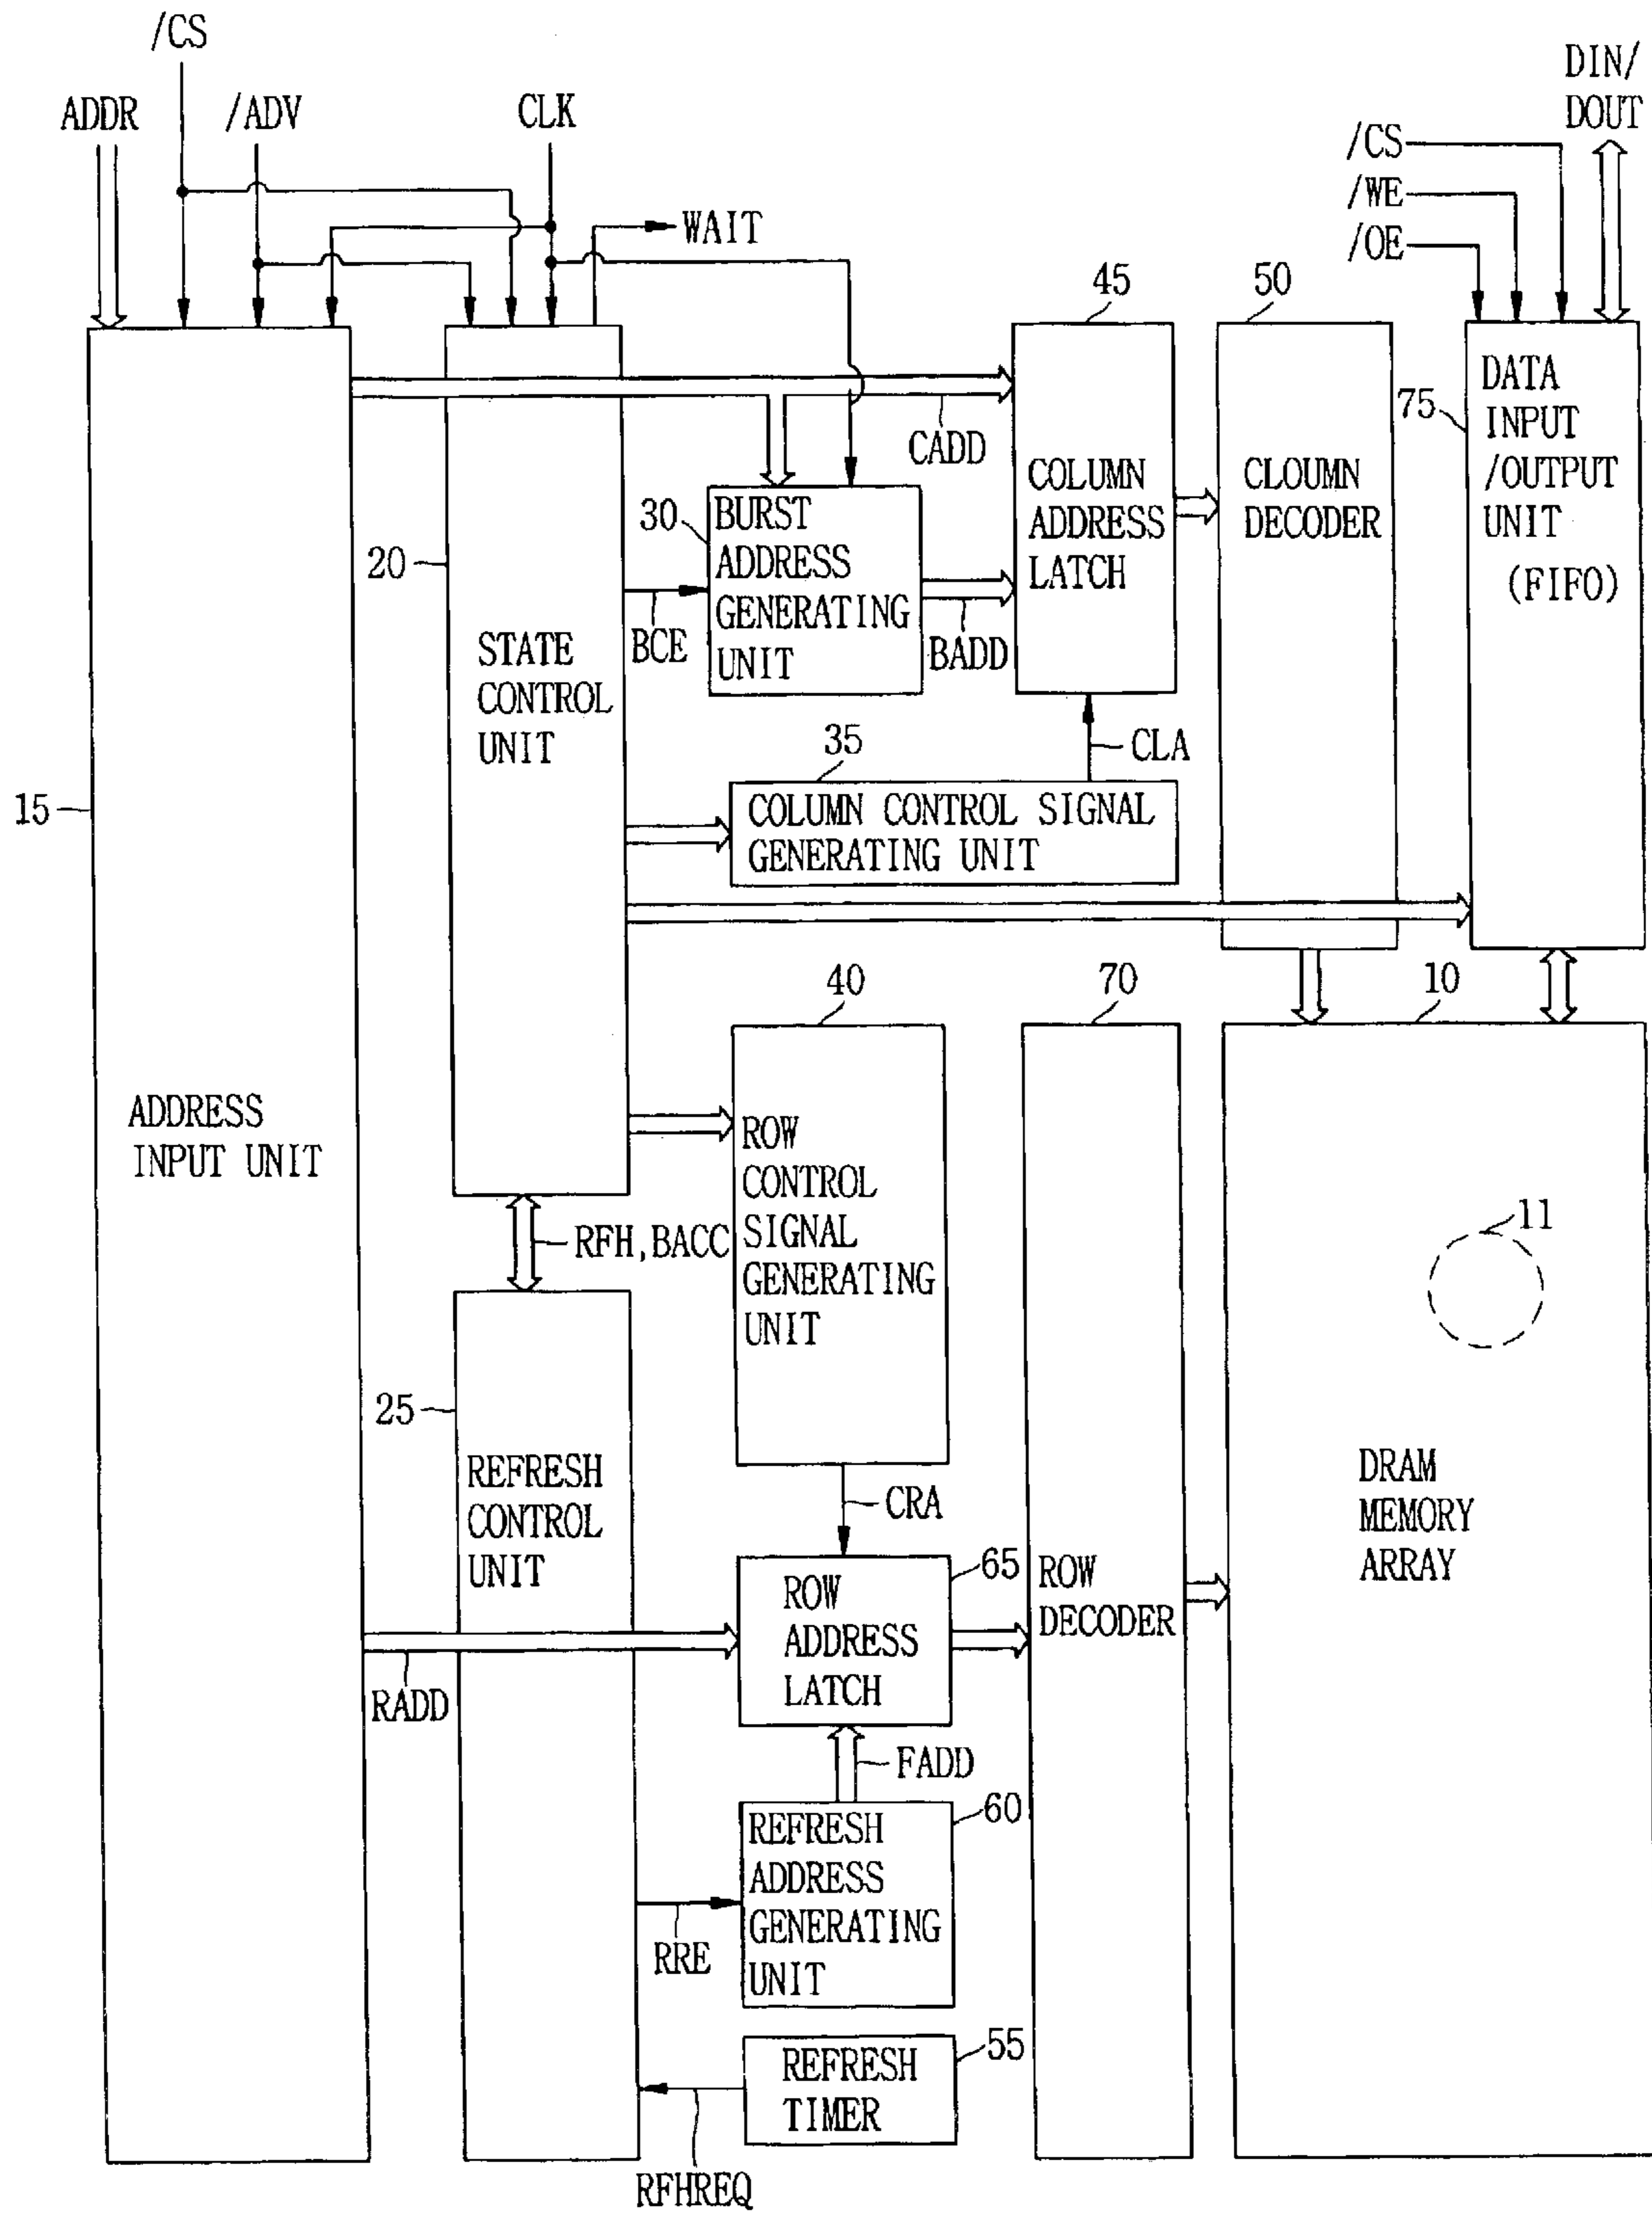 /CS
ADDR
/ADV
CLK
WAIT
DIN/
DOUT
/CS
/WE
/OE
45
50
75
DATA
INPUT
/OUTPUT
UNIT
(FIFO)
CADD
COLUMN
ADDRESS
LATCH
CLOUMN
DECODER
30
BURST
ADDRESS
GENERATING
UNIT
20
BCE
BADD
STATE
CONTROL
UNIT
35
CLA
COLUMN CONTROL SIGNAL
GENERATING UNIT
15
40
70
10
ADDRESS
INPUT UNIT
ROW
CONTROL
SIGNAL
GENERATING
UNIT
RFH, BACC
11
25
REFRESH
CONTROL
UNIT
CRA
DRAM
MEMORY
ARRAY
65
ROW
ADDRESS
LATCH
ROW
DECODER
RADD
FADD
60
REFRESH
ADDRESS
GENERATING
UNIT
RRE
55
REFRESH
TIMER
RFHREQ